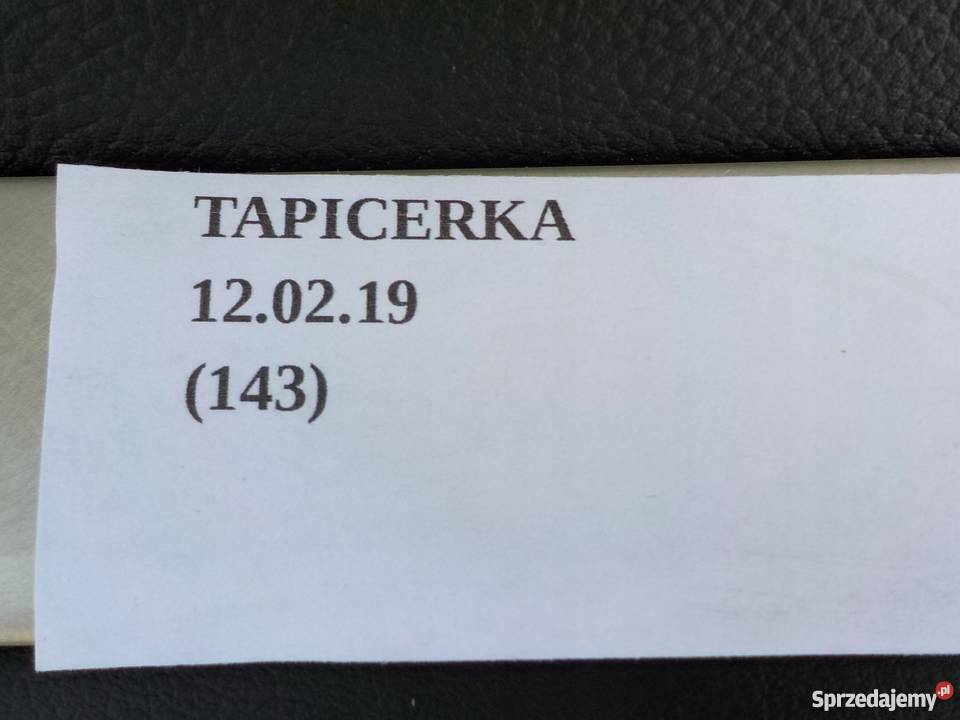 TAPICERKA
12.02.19
(143)
Sprzedajemy.pl